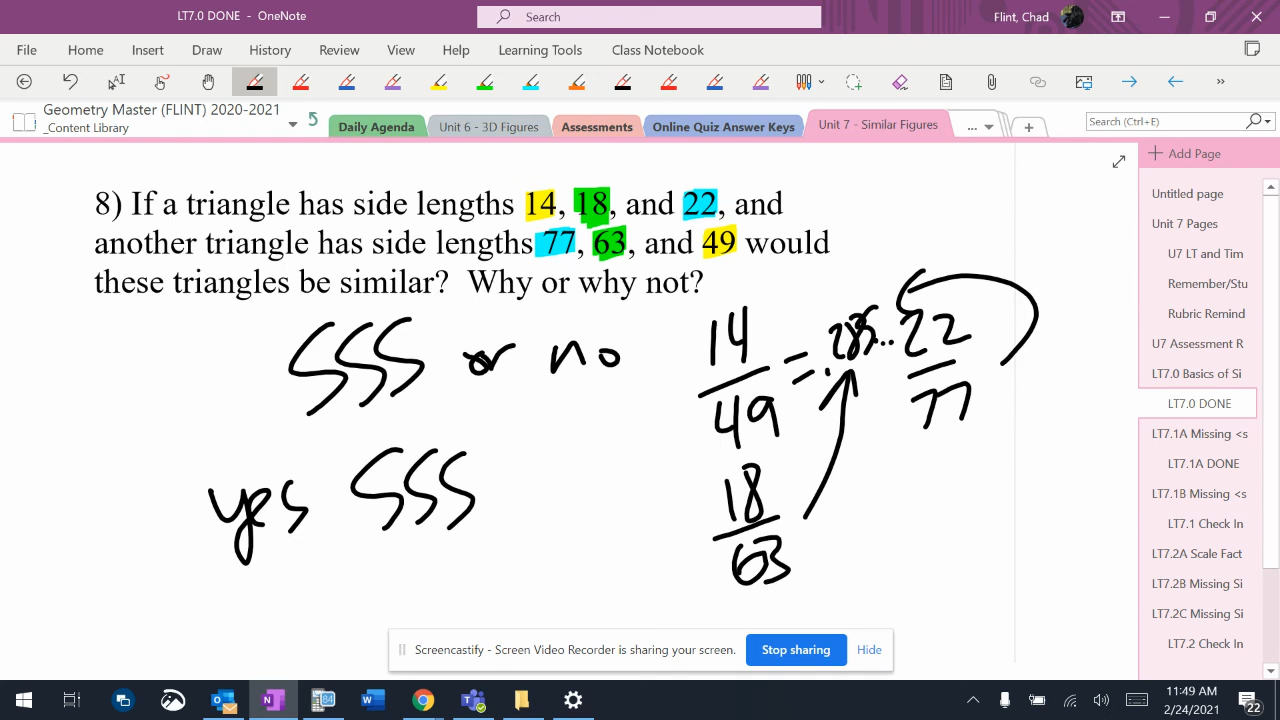 LT7.0 DONE - OneNote
Search
Flint, Chad
File Home Insert Draw History Review View Help Learning Tools Class Notebook
Geometry Master (FLINT) 2020-2021
_Content Library
Daily Agenda Unit 6 - 3D Figures Assessments Online Quiz Answer Keys Unit 7 - Similar Figures ... +
Search (Ctrl+E)
Add Page
8) If a triangle has side lengths 14, 18, and 22, and
another triangle has side lengths 77, 63, and 49 would
these triangles be similar? Why or why not?
SSS or no
14
49
= .285...
22
77
yes SSS
18
63
Untitled page
Unit 7 Pages
U7 LT and Tim
Remember/Stu
Rubric Remind
U7 Assessment R
LT7.0 Basics of Si
LT7.0 DONE
LT7.1A Missing <s
LT7.1A DONE
LT7.1B Missing <s
LT7.1 Check In
LT7.2A Scale Fact
LT7.2B Missing Si
LT7.2C Missing Si
LT7.2 Check In
Screencastify - Screen Video Recorder is sharing your screen. Stop sharing Hide
11:49 AM
2/24/2021
22